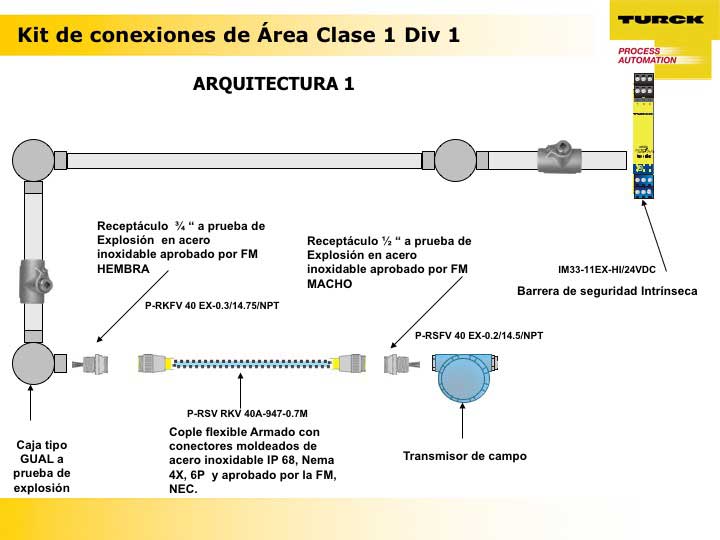 Kit de conexiones de Área Clase 1 Div 1
TURCK
PROCESS
AUTOMATION
ARQUITECTURA 1
TURCK
Receptáculo ¾ “ a prueba de
Explosión en acero
inoxidable aprobado por FM
HEMBRA
Receptáculo ½ “ a prueba de
Explosión en acero
inoxidable aprobado por FM
MACHO
IM33-11EX-HI/24VDC
Barrera de seguridad Intrínseca
P-RKFV 40 EX-0.3/14.75/NPT
P-RSFV 40 EX-0.2/14.5/NPT
P-RSV RKV 40A-947-0.7M
Cople flexible Armado con
conectores moldeados de
acero inoxidable IP 68, Nema
4X, 6P y aprobado por la FM,
NEC.
Caja tipo
GUAL a
prueba de
explosión
Transmisor de campo